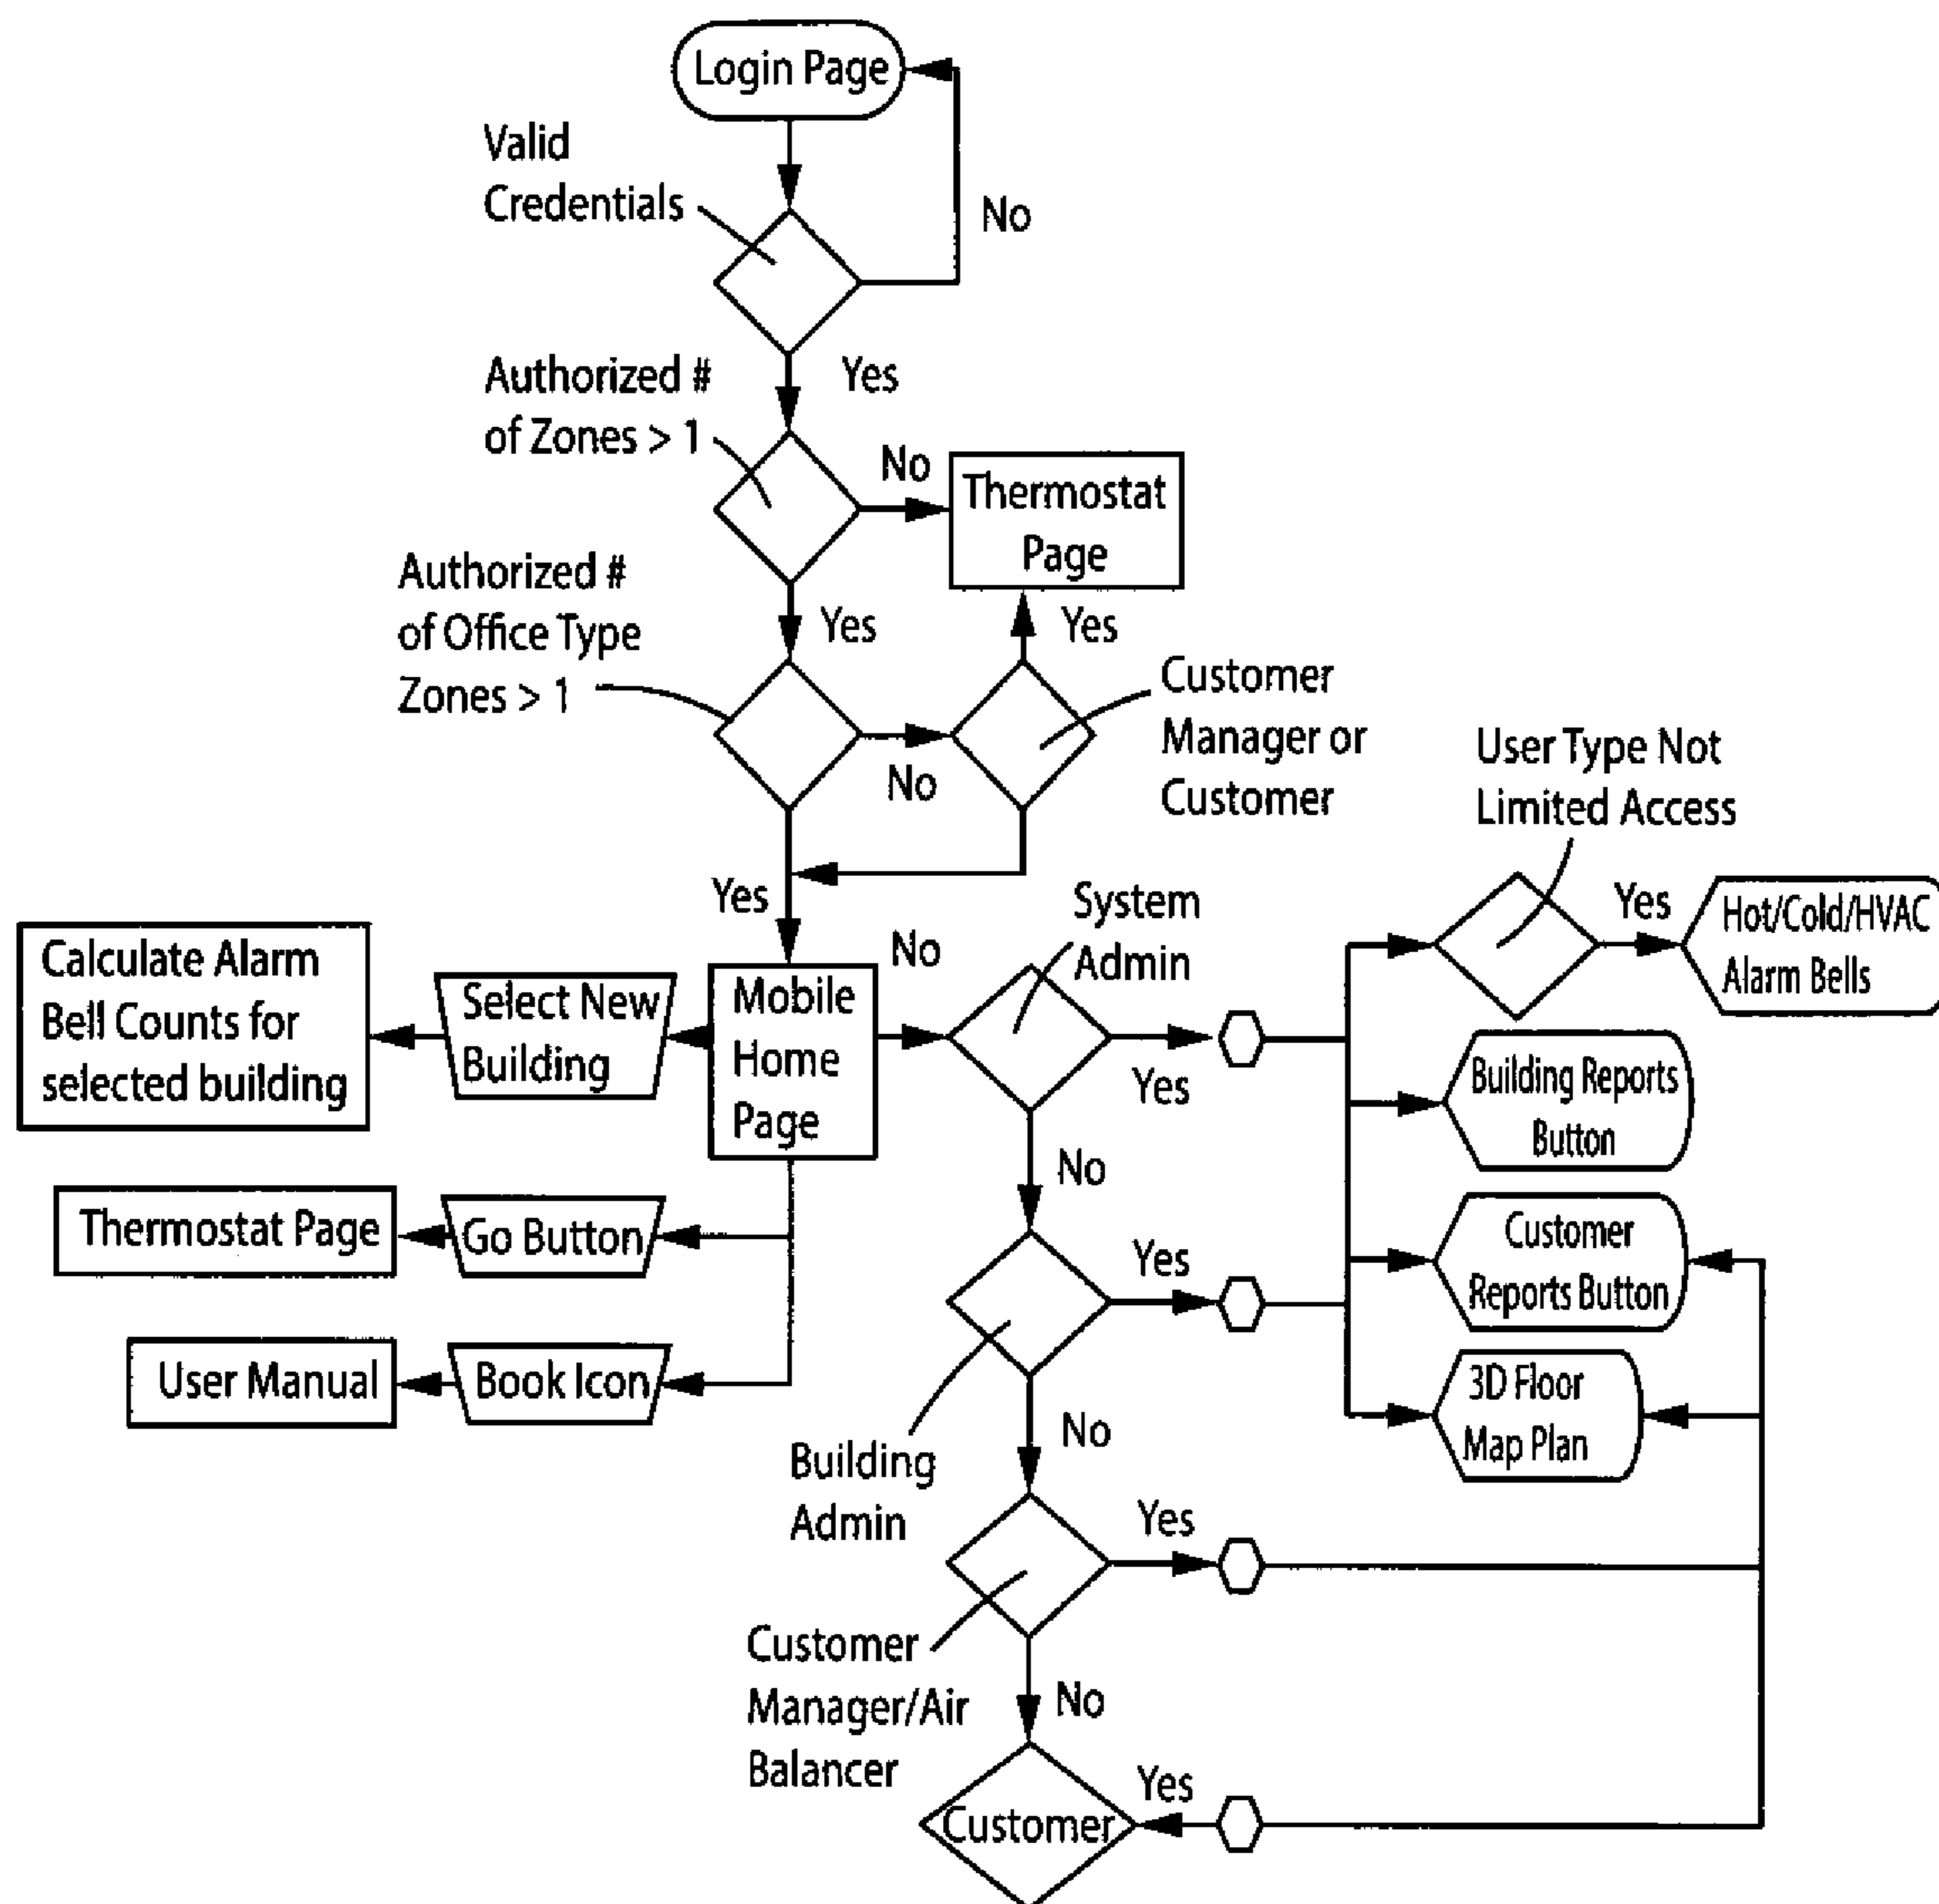 Login Page
Valid
Credentials
No
Authorized #
of Zones > 1
Yes
No
Thermostat
Page
Authorized #
of Office Type
Zones > 1
Yes
Yes
No
Customer
Manager or
Customer
User Type Not
Limited Access
Yes
Yes
Hot/Cold/HVAC
Alarm Bells
Calculate Alarm
Bell Counts for
selected building
Select New
Building
Mobile
Home
Page
No
System
Admin
Yes
Building Reports
Button
No
Thermostat Page
Go Button
Yes
Customer
Reports Button
User Manual
Book Icon
3D Floor
Map Plan
Building
Admin
No
Yes
Customer
Manager/Air
Balancer
No
Yes
Customer